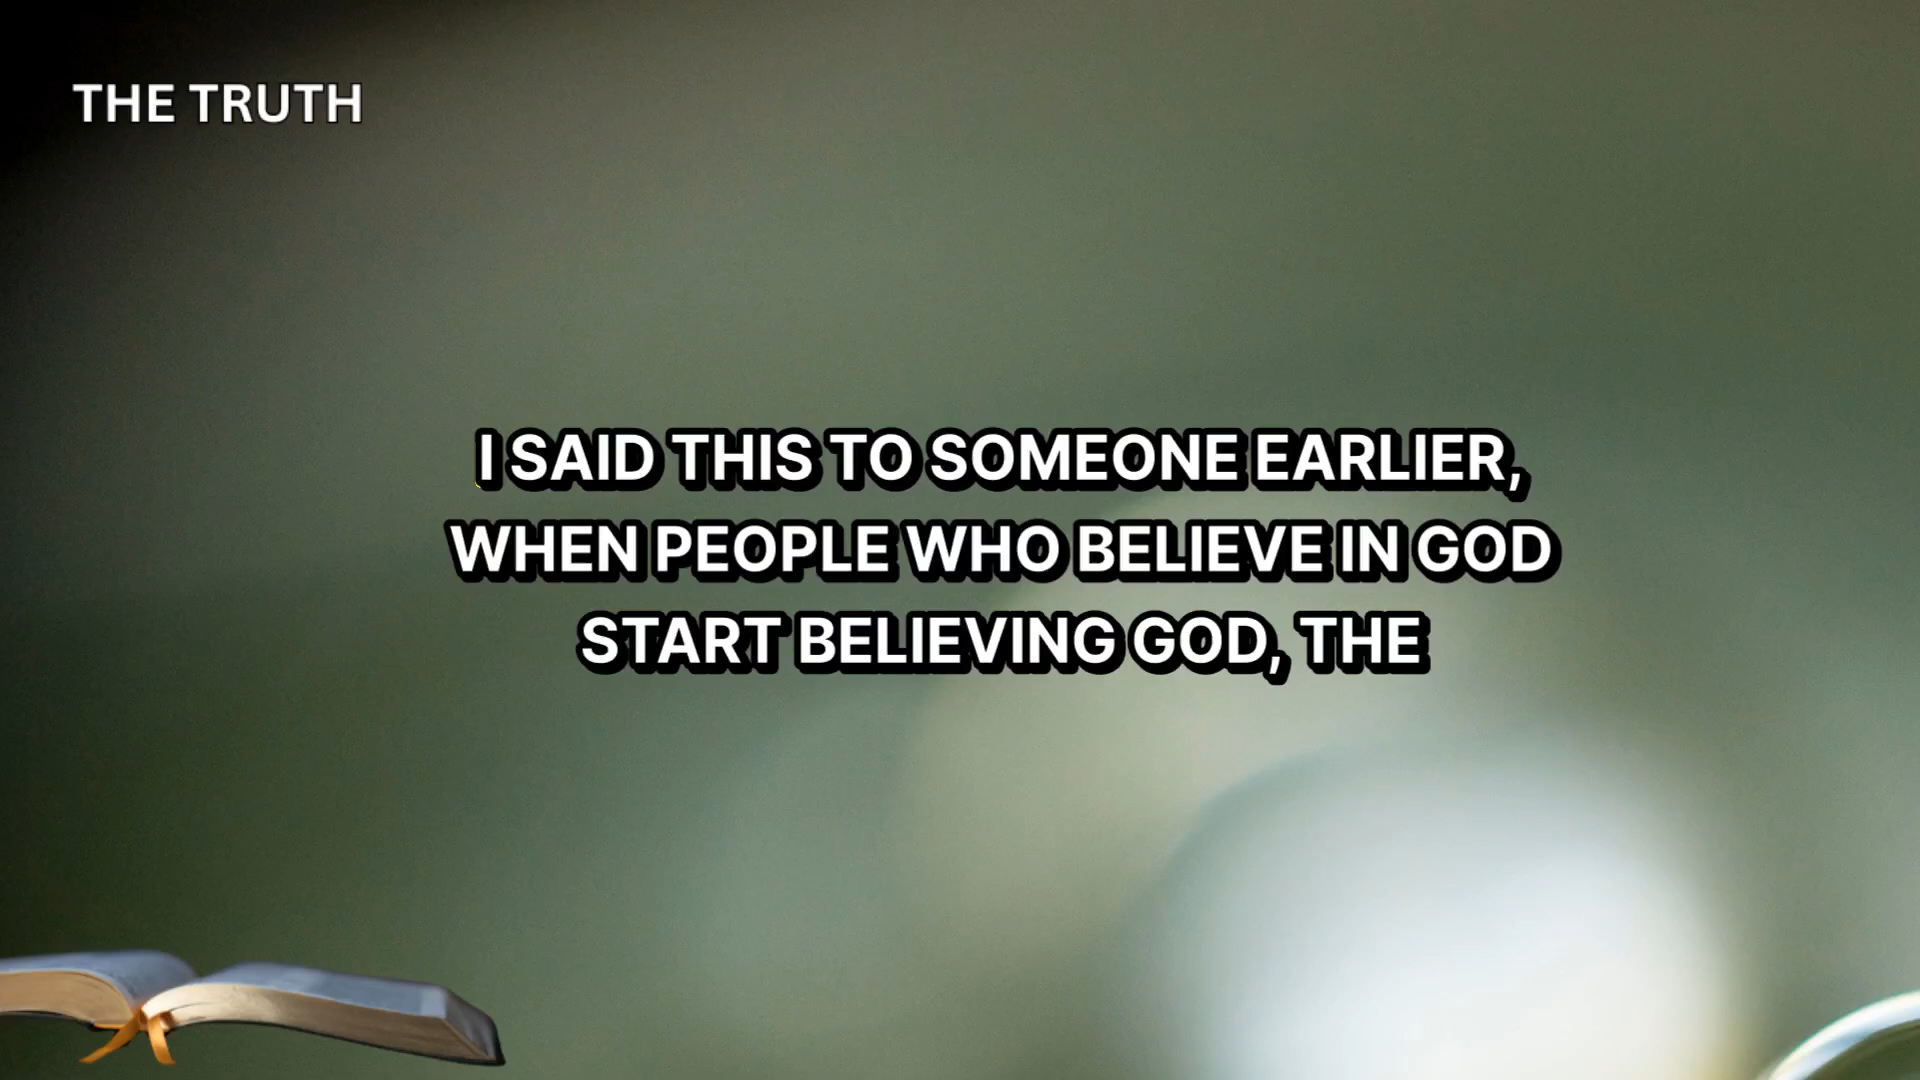 THE TRUTH
I SAID THIS TO SOMEONE EARLIER,
WHEN PEOPLE WHO BELIEVE IN GOD
START BELIEVING GOD, THE